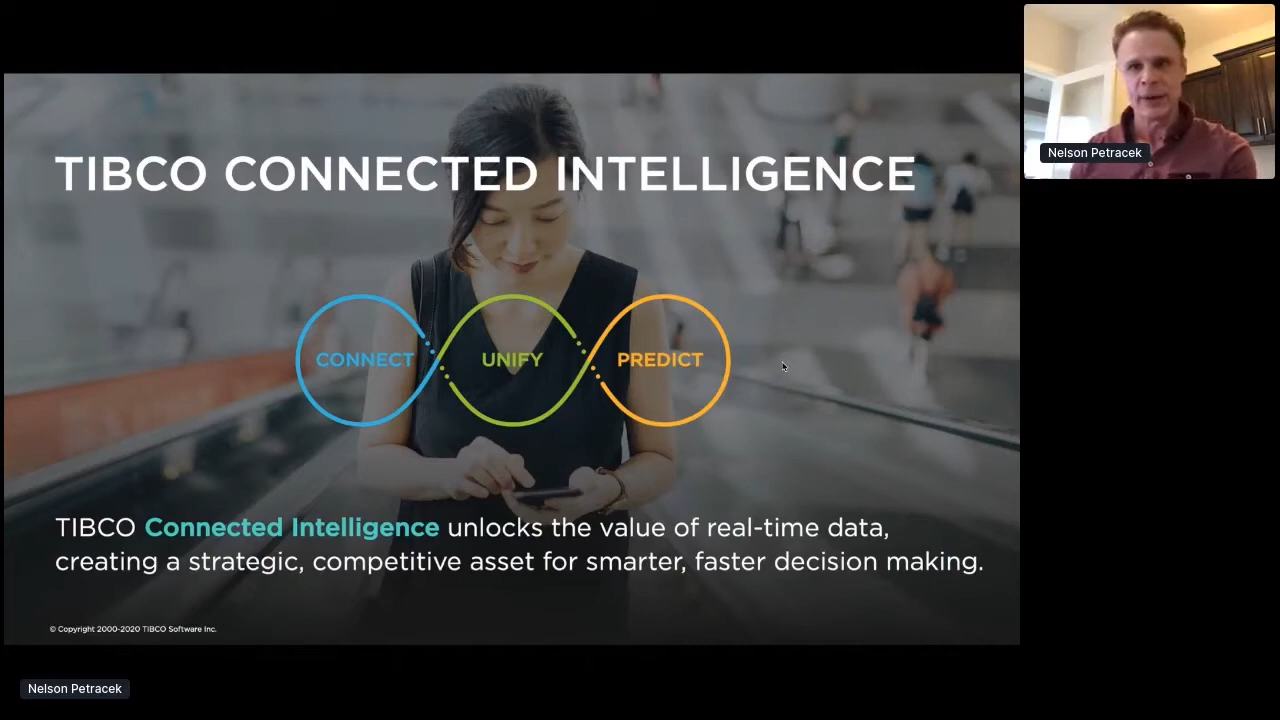 TIBCO CONNECTED INTELLIGENCE
CONNECT
UNIFY
PREDICT
TIBCO Connected Intelligence unlocks the value of real-time data,
creating a strategic, competitive asset for smarter, faster decision making.
© Copyright 2000-2020 TIBCO Software Inc.
Nelson Petracek
Nelson Petracek